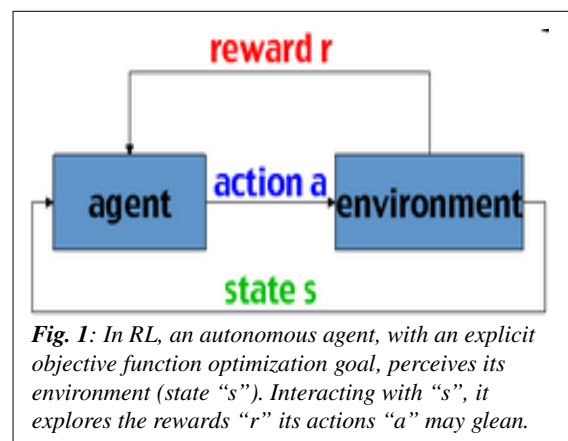 reward r
agent
action a
environment
state s
Fig. 1: In RL, an autonomous agent, with an explicit
objective function optimization goal, perceives its
environment (state “s”). Interacting with “s”, it
explores the rewards “r” its actions “a” may glean.